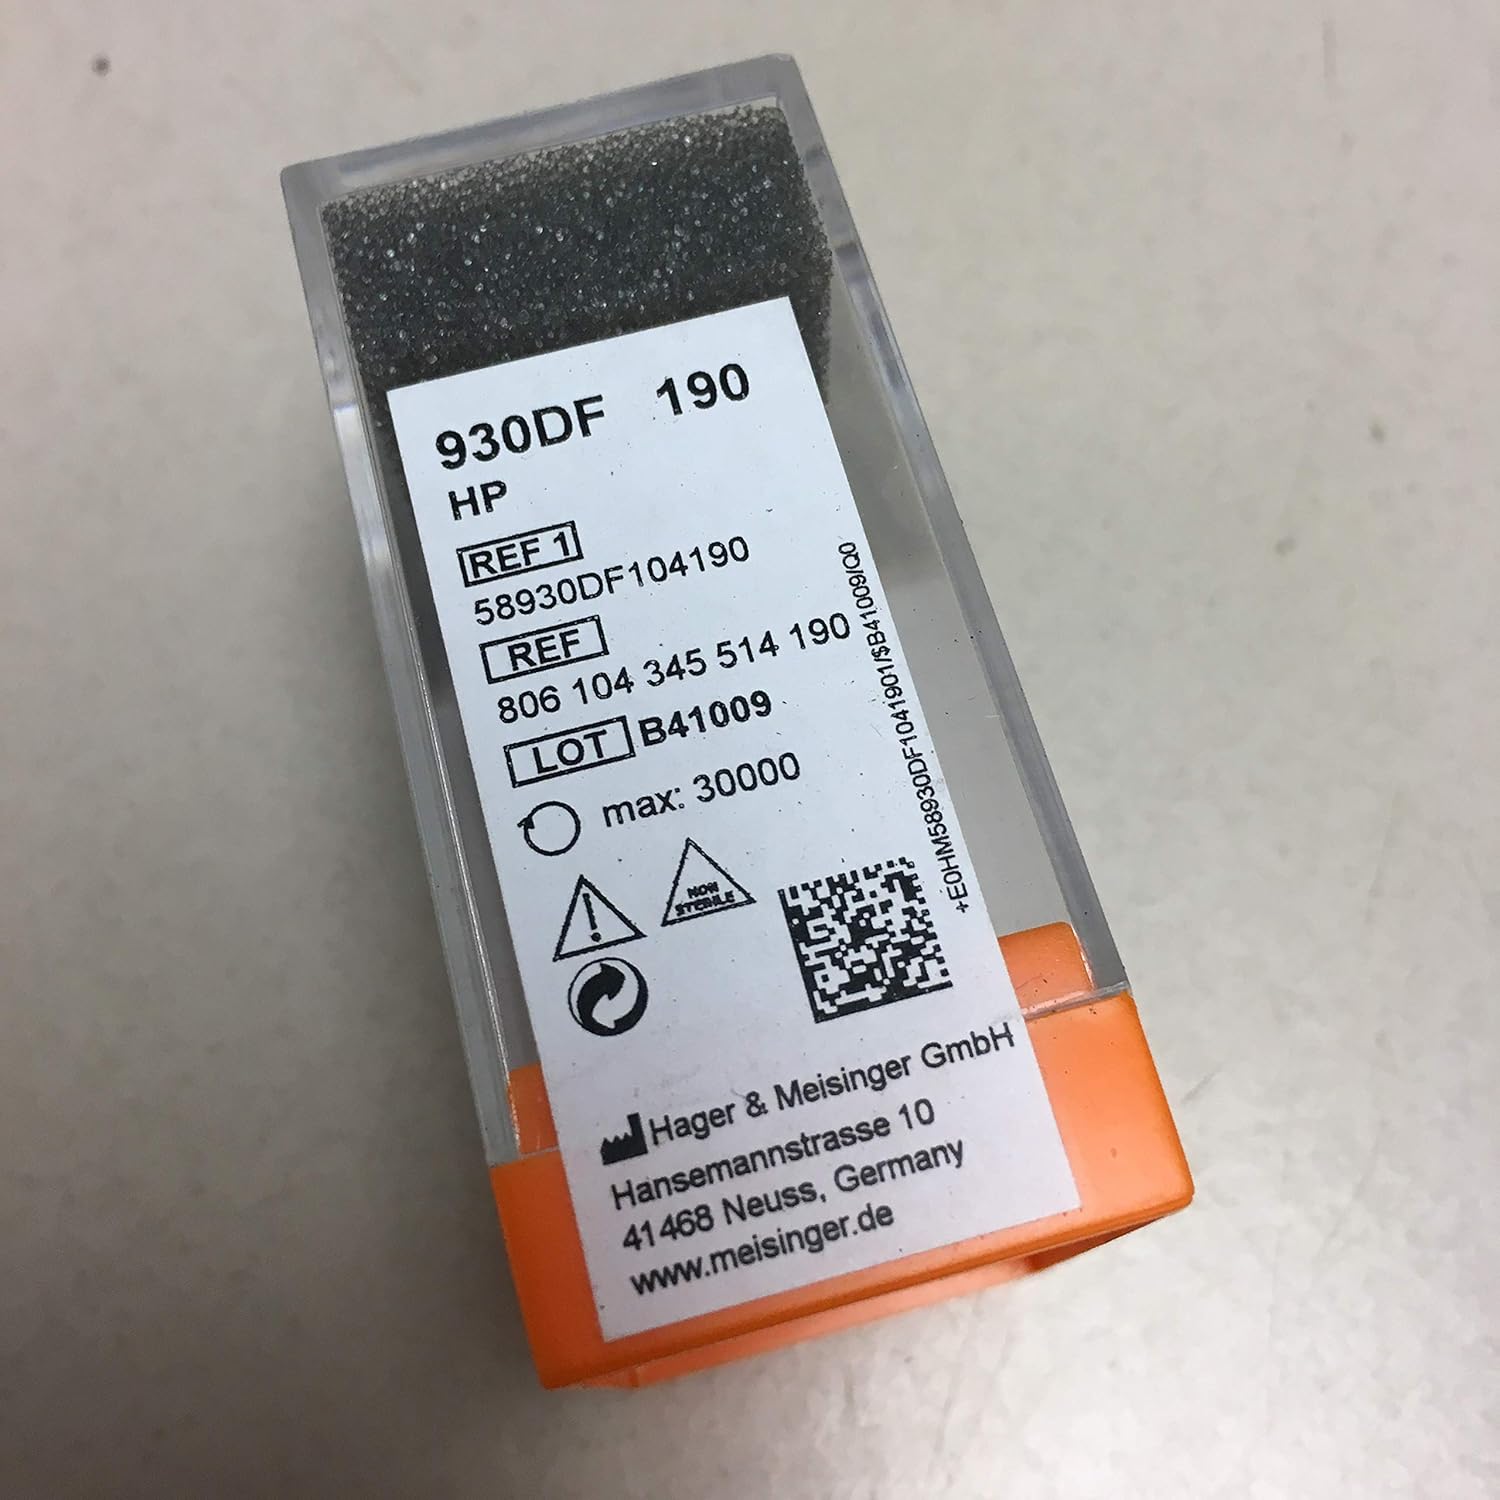 930DF 190
HP
REF 1
58930DF104190
REF
806 104 345 514 190
LOT B41009
max: 30000
NON
STERILE
+E0HM58930DF1041901/$B41009/Q0
Hager & Meisinger GmbH
Hansemannstrasse 10
41468 Neuss, Germany
www.meisinger.de